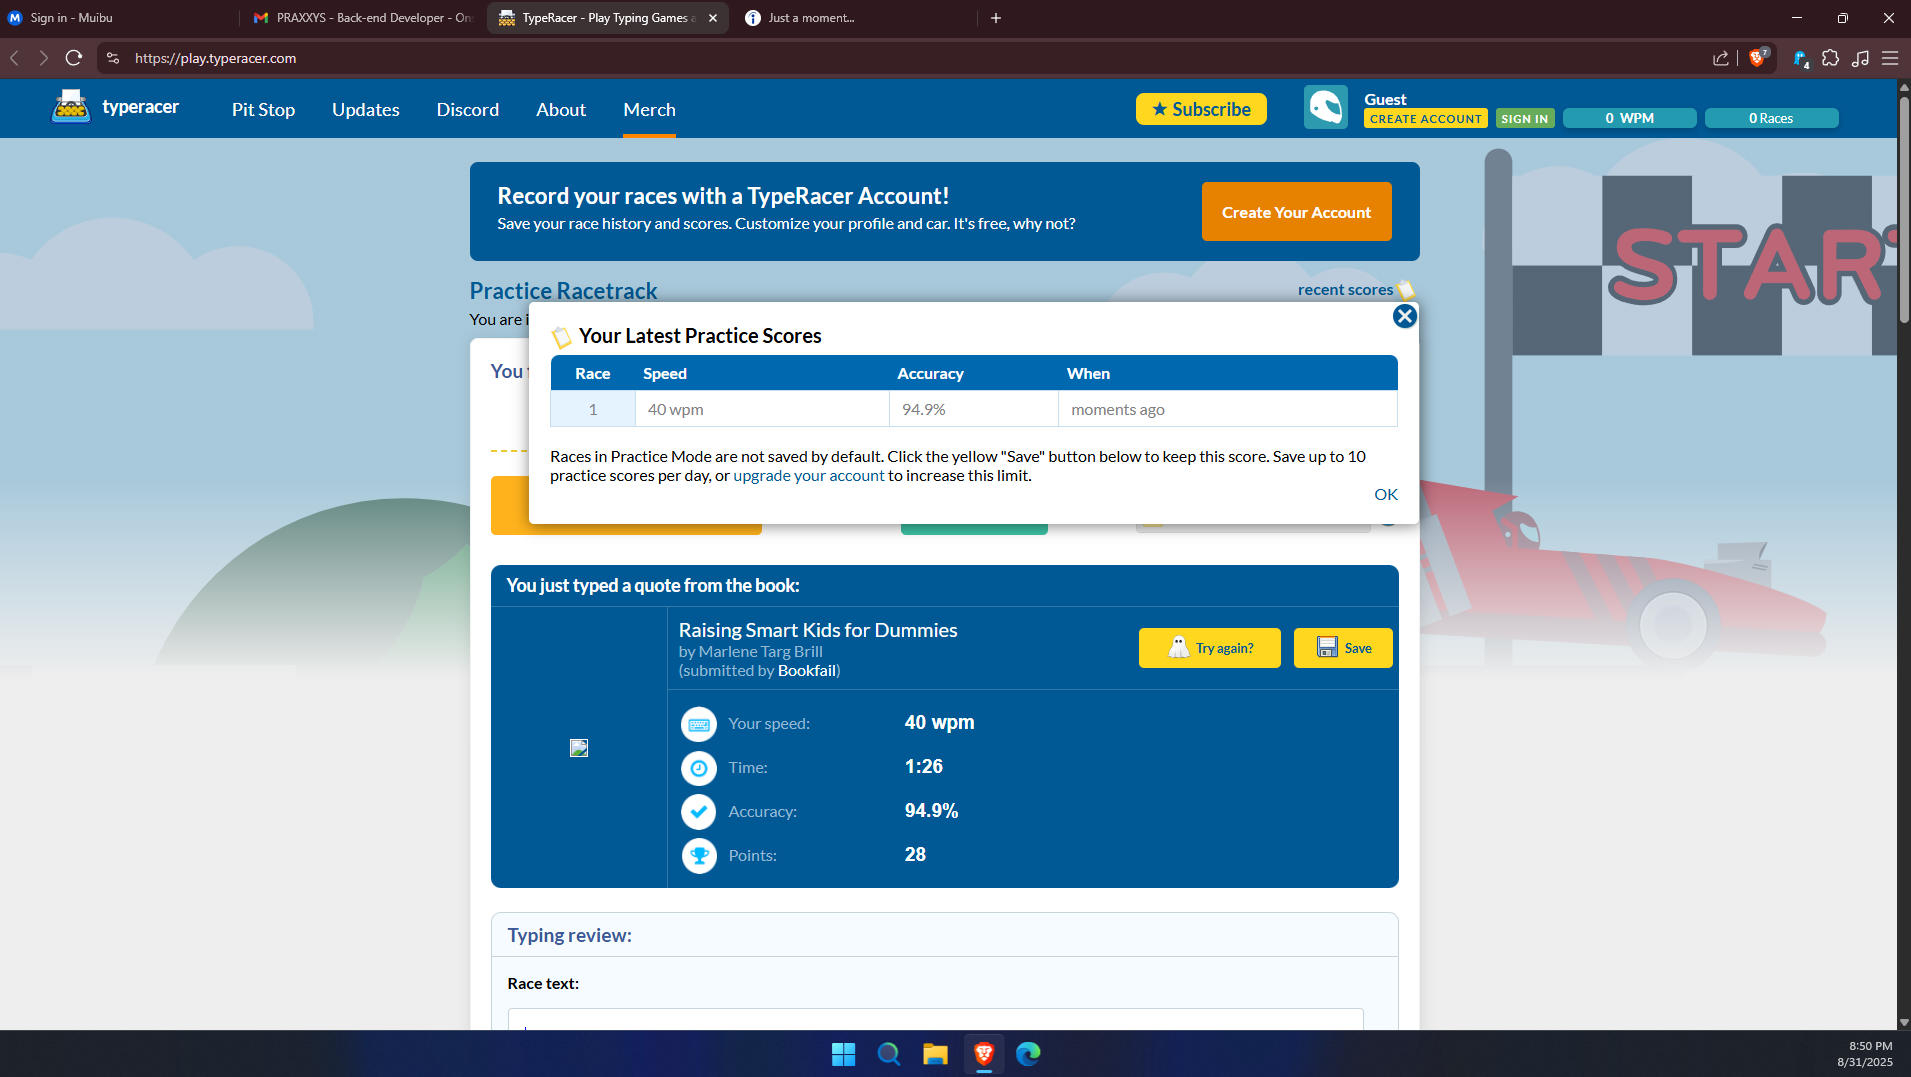 Sign in - Muibu
PRAXXYS - Back-end Developer - On
TypeRacer - Play Typing Games a
Just a moment...
https://play.typeracer.com
7
4
typeracer
Pit Stop
Updates
Discord
About
Merch
★ Subscribe
Guest
CREATE ACCOUNT
SIGN IN
0 WPM
0 Races
Record your races with a TypeRacer Account!
Save your race history and scores. Customize your profile and car. It's free, why not?
Create Your Account
START
Practice Racetrack
recent scores
You are i
You f
Your Latest Practice Scores
Race Speed Accuracy When
1 40 wpm 94.9% moments ago
Races in Practice Mode are not saved by default. Click the yellow "Save" button below to keep this score. Save up to 10
practice scores per day, or upgrade your account to increase this limit.
OK
You just typed a quote from the book:
Raising Smart Kids for Dummies
by Marlene Targ Brill
(submitted by Bookfail)
Try again?
Save
Your speed: 40 wpm
Time: 1:26
Accuracy: 94.9%
Points: 28
Typing review:
Race text:
8:50 PM
8/31/2025